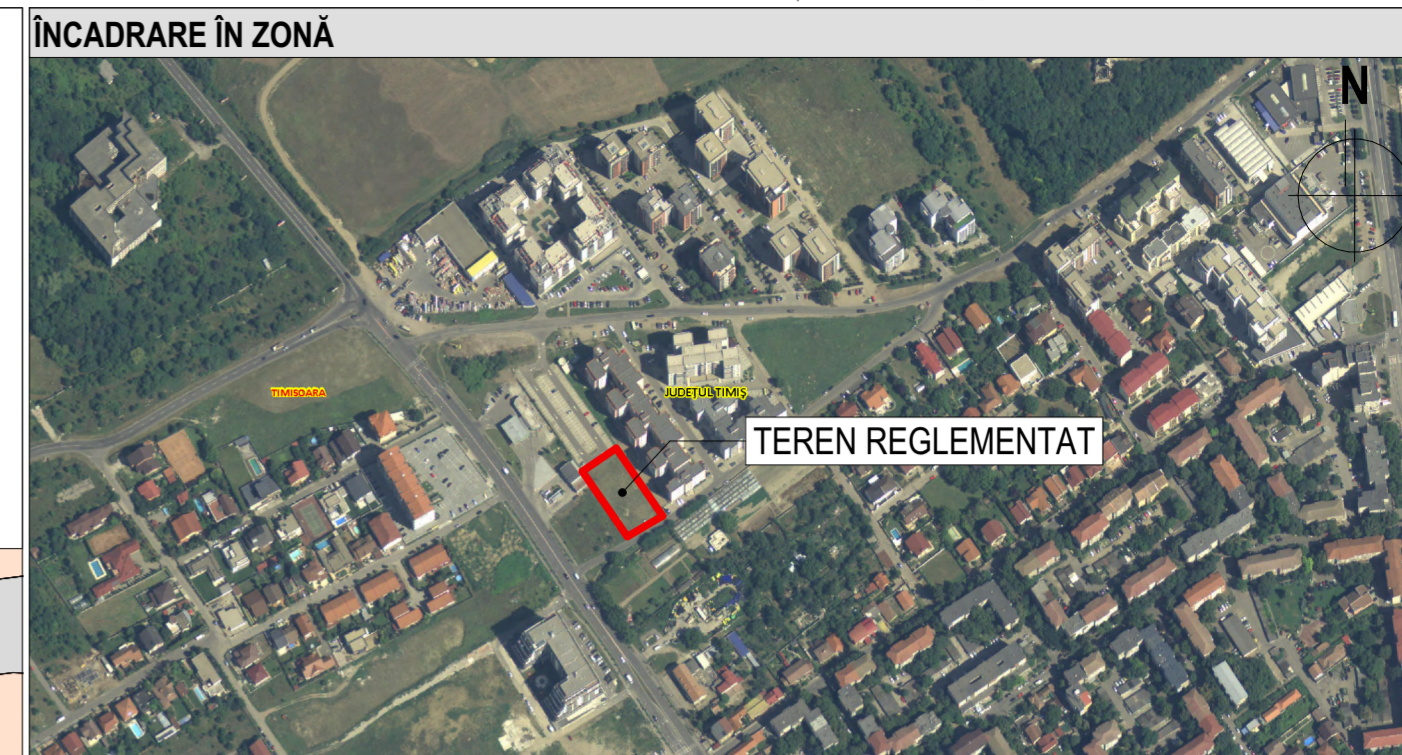 ÎNCADRARE ÎN ZONĂ
N
TIMISOARA
JUDEȚUL TIMIȘ
TEREN REGLEMENTAT